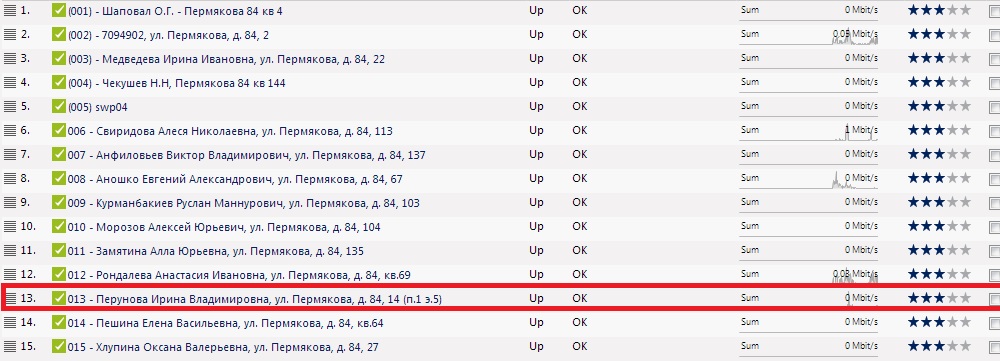 1. (001) - Шаповал О.Г. - Пермякова 84 кв 4 Up OK Sum 0 Mbit/s
2. (002) - 7094902, ул. Пермякова, д. 84, 2 Up OK Sum 0,05 Mbit/s
3. (003) - Медведева Ирина Ивановна, ул. Пермякова, д. 84, 22 Up OK Sum 0 Mbit/s
4. (004) - Чекушев Н.Н, Пермякова 84 кв 144 Up OK Sum 0 Mbit/s
5. (005) swp04 Up OK Sum 0 Mbit/s
6. 006 - Свиридова Алеся Николаевна, ул. Пермякова, д. 84, 113 Up OK Sum 1 Mbit/s
7. 007 - Анфиловьев Виктор Владимирович, ул. Пермякова, д. 84, 137 Up OK Sum 0 Mbit/s
8. 008 - Аношко Евгений Александрович, ул. Пермякова, д. 84, 67 Up OK Sum 0 Mbit/s
9. 009 - Курманбакиев Руслан Маннурович, ул. Пермякова, д. 84, 103 Up OK Sum 0 Mbit/s
10. 010 - Морозов Алексей Юрьевич, ул. Пермякова, д. 84, 104 Up OK Sum 0 Mbit/s
11. 011 - Замятина Алла Юрьевна, ул. Пермякова, д. 84, 135 Up OK Sum 0 Mbit/s
12. 012 - Рондалева Анастасия Ивановна, ул. Пермякова, д. 84, кв.69 Up OK Sum 0,03 Mbit/s
13. 013 - Перунова Ирина Владимировна, ул. Пермякова, д. 84, 14 (п.1 э.5) Up OK Sum 0 Mbit/s
14. 014 - Пешина Елена Васильевна, ул. Пермякова, д. 84, кв.64 Up OK Sum 0 Mbit/s
15. 015 - Хлупина Оксана Валерьевна, ул. Пермякова, д. 84, 27 Up OK Sum 0 Mbit/s